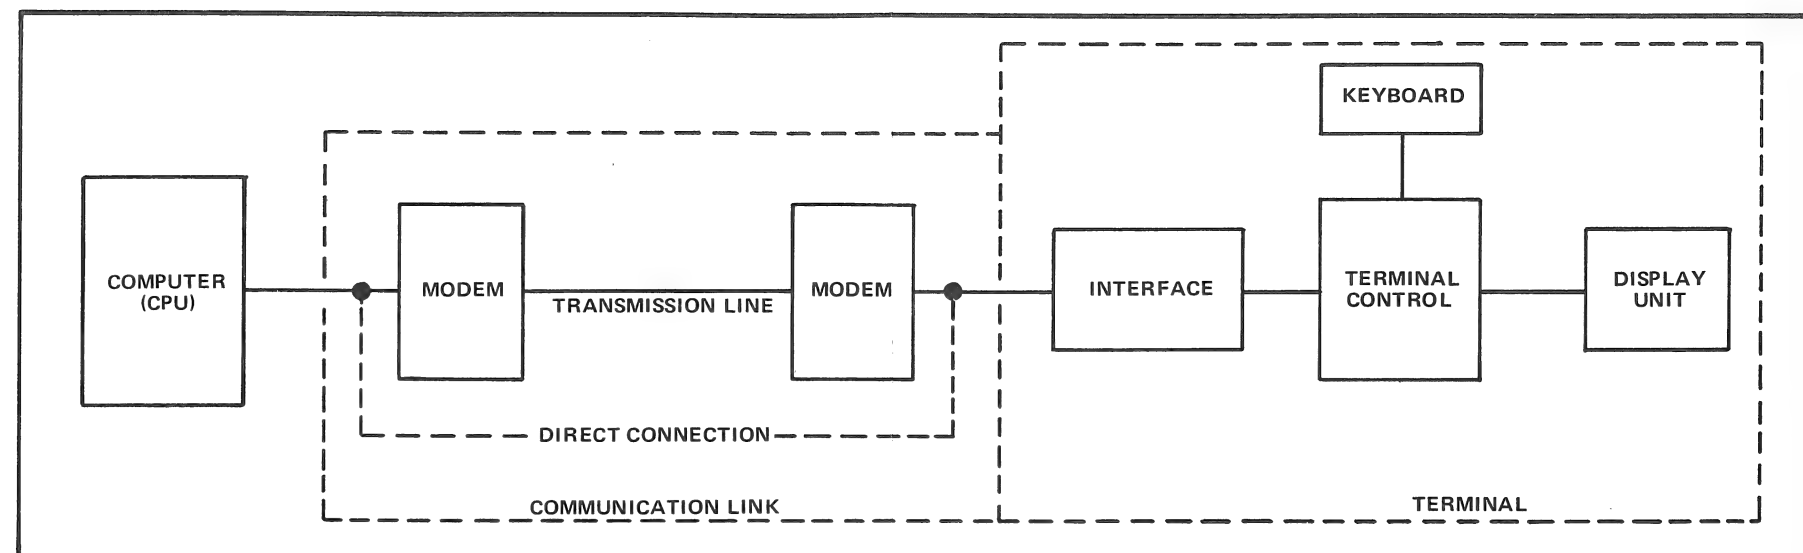 KEYBOARD
COMPUTER
(CPU)
MODEM
TRANSMISSION LINE
MODEM
INTERFACE
TERMINAL
CONTROL
DISPLAY
UNIT
DIRECT CONNECTION
COMMUNICATION LINK
TERMINAL